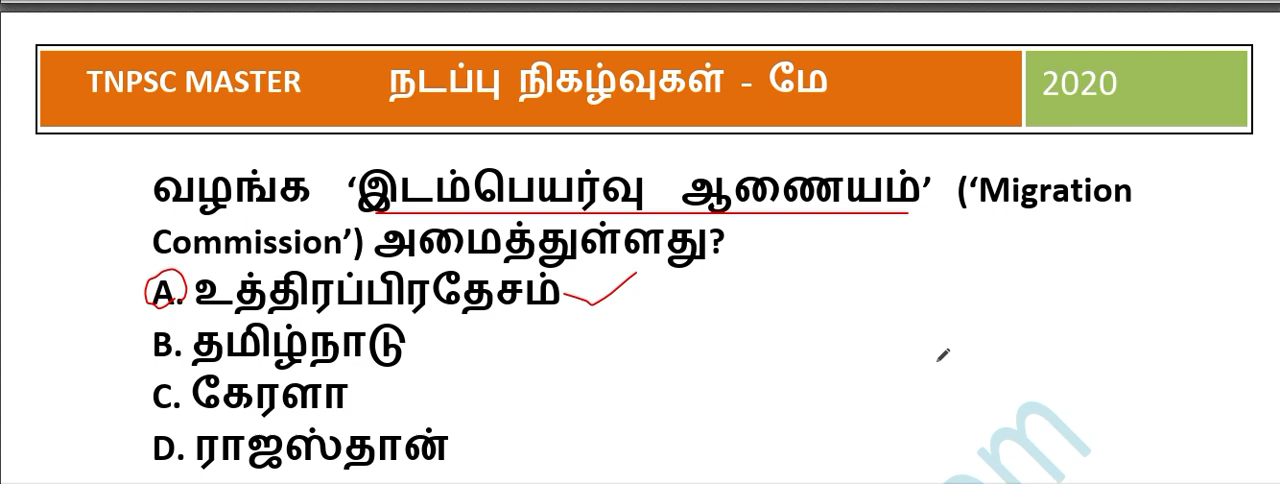 TNPSC MASTER நடப்பு நிகழ்வுகள் - மே 2020
வழங்க ‘இடம்பெயர்வு ஆணையம்’ (‘Migration
Commission’) அமைத்துள்ளது?
A. உத்திரப்பிரதேசம்
B. தமிழ்நாடு
C. கேரளா
D. ராஜஸ்தான்
om